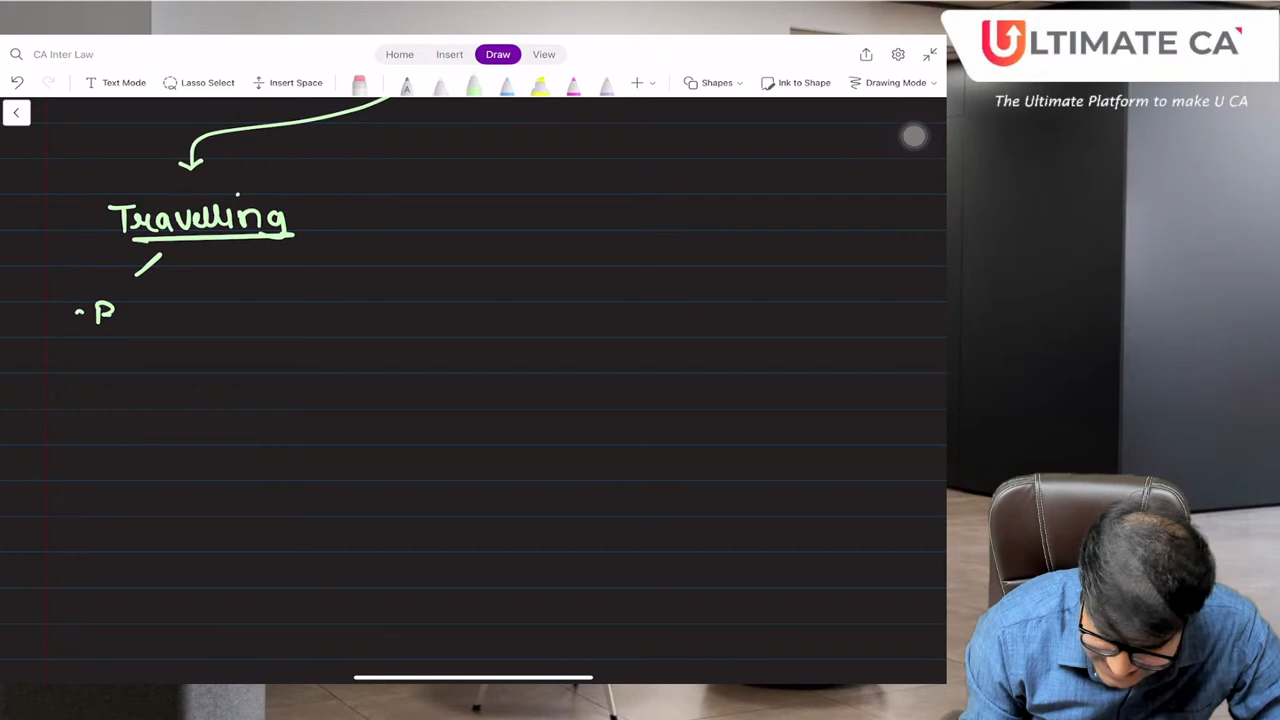 ULTIMATE CA
The Ultimate Platform to make U CA
CA Inter Law
Home Insert Draw View
Text Mode Lasso Select Insert Space Shapes Ink to Shape Drawing Mode
Travelling
- P